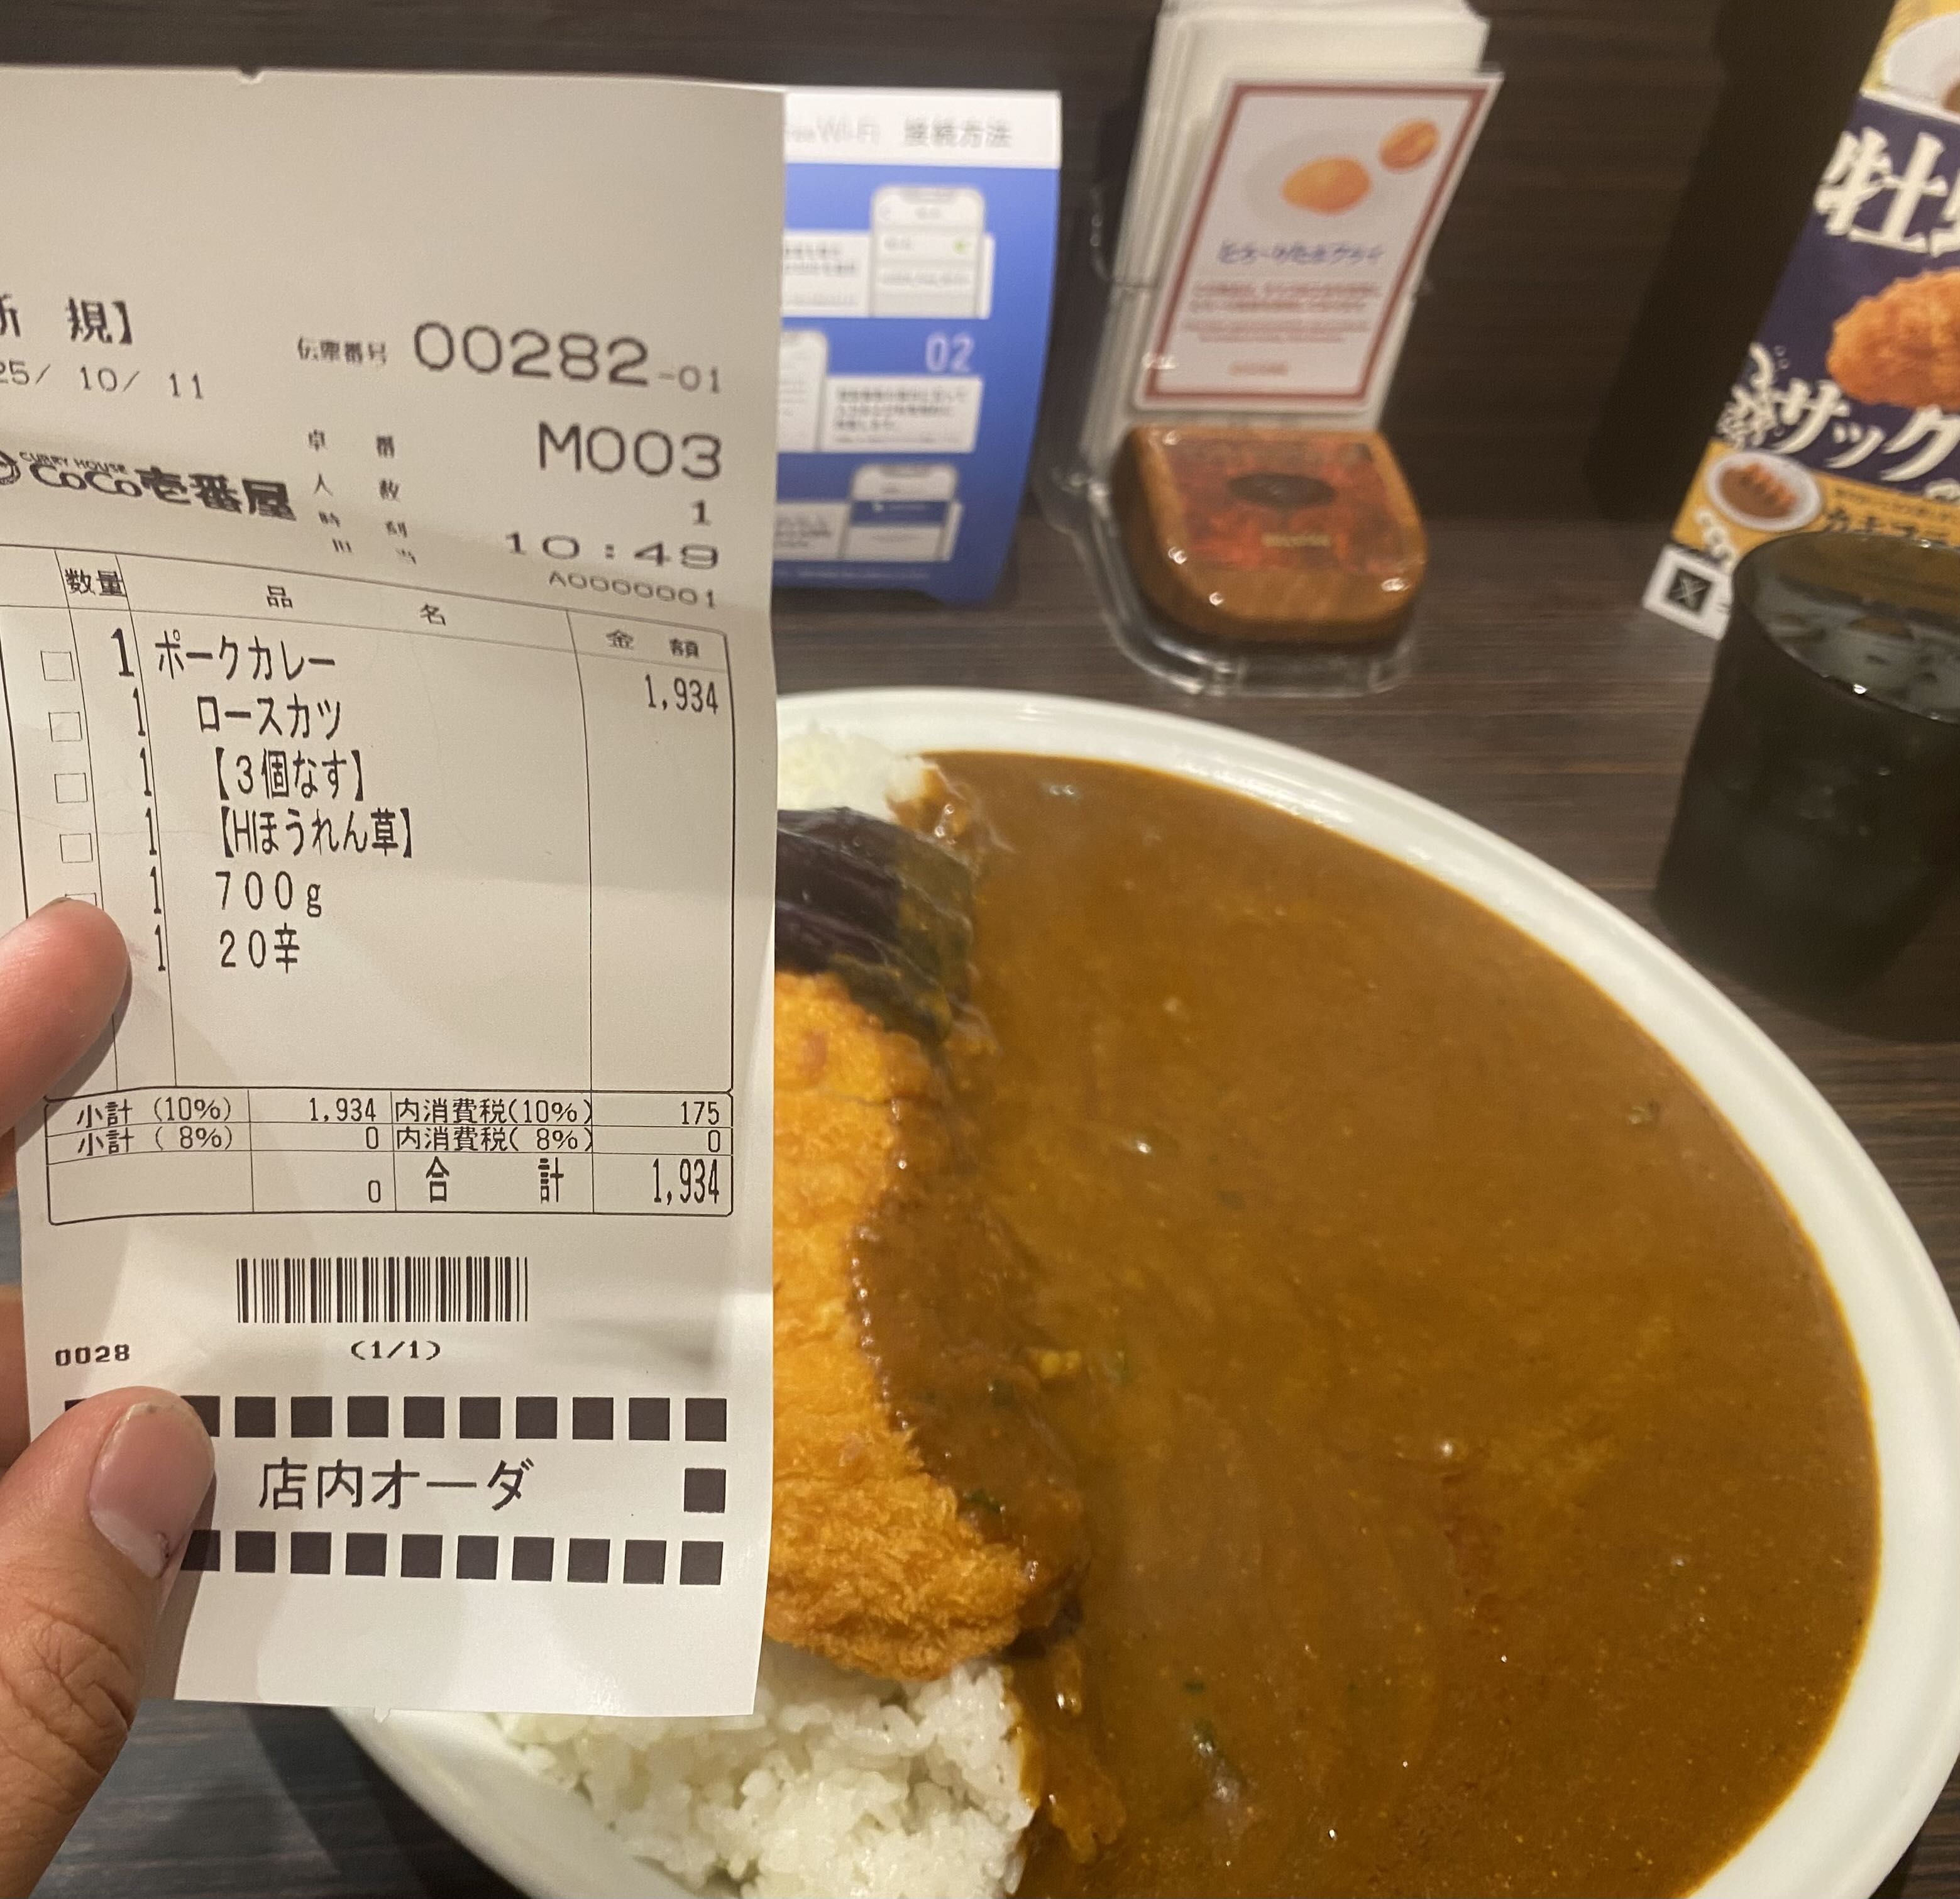 規】
伝票番号 00282-01
25/ 10/ 11
卓 番 M003
CURRY HOUSE
CoCo壱番屋
人 数 1
時 刻 10:49
担 当 A0000001
数量 品 名 金 額
1 ポークカレー 1,934
1 ロースカツ
1 【3個なす】
1 【Hほうれん草】
1 700g
1 20辛
小計 (10%) 1,934 内消費税(10%) 175
小計 ( 8%) 0 内消費税( 8%) 0
0 合 計 1,934
0028 (1/1)
店内オーダ
Wi-Fi 接続方法
02
牡
サック